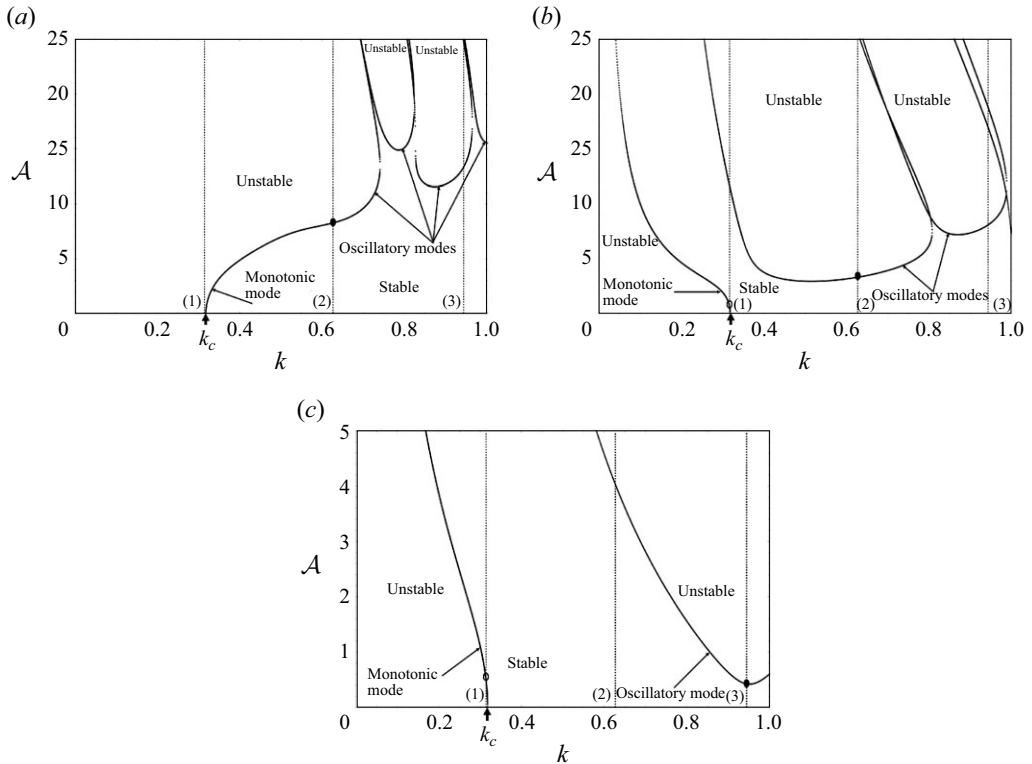 (a)
(b)
25
20
25
10
5
0
𝒜
Unstable
Unstable
Unstable
Oscillatory modes
Monotonic
mode
Stable
(1)
(2)
(3)
0.2
0.4
0.6
0.8
1.0
k_c
k
25
20
25
10
5
0
𝒜
Unstable
Unstable
Unstable
Monotonic
mode
Stable
Oscillatory modes
(1)
(2)
(3)
0.2
0.4
0.6
0.8
1.0
k_c
k
(c)
5
4
3
2
1
0
𝒜
Unstable
Unstable
Monotonic
mode
Stable
Oscillatory mode
(1)
(2)
(3)
0.2
0.4
0.6
0.8
1.0
k_c
k